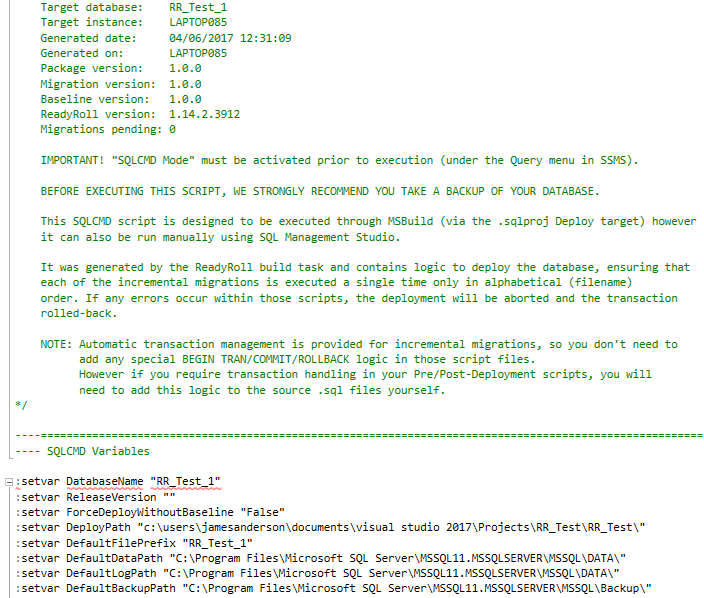 Target database:    RR_Test_1
Target instance:    LAPTOP085
Generated date:     04/06/2017 12:31:09
Generated on:       LAPTOP085
Package version:    1.0.0
Migration version:  1.0.0
Baseline version:   1.0.0
ReadyRoll version:  1.14.2.3912
Migrations pending: 0
IMPORTANT! "SQLCMD Mode" must be activated prior to execution (under the Query menu in SSMS).
BEFORE EXECUTING THIS SCRIPT, WE STRONGLY RECOMMEND YOU TAKE A BACKUP OF YOUR DATABASE.
This SQLCMD script is designed to be executed through MSBuild (via the .sqlproj Deploy target) however
it can also be run manually using SQL Management Studio.
It was generated by the ReadyRoll build task and contains logic to deploy the database, ensuring that
each of the incremental migrations is executed a single time only in alphabetical (filename)
order. If any errors occur within those scripts, the deployment will be aborted and the transaction
rolled-back.
NOTE: Automatic transaction management is provided for incremental migrations, so you don't need to
add any special BEGIN TRAN/COMMIT/ROLLBACK logic in those script files.
However if you require transaction handling in your Pre/Post-Deployment scripts, you will
need to add this logic to the source .sql files yourself.
*/
----=======================================================================================================
---- SQLCMD Variables
:setvar DatabaseName "RR_Test_1"
:setvar ReleaseVersion ""
:setvar ForceDeployWithoutBaseline "False"
:setvar DeployPath "c:\users\jamesanderson\documents\visual studio 2017\Projects\RR_Test\RR_Test\"
:setvar DefaultFilePrefix "RR_Test_1"
:setvar DefaultDataPath "C:\Program Files\Microsoft SQL Server\MSSQL11.MSSQLSERVER\MSSQL\DATA\"
:setvar DefaultLogPath "C:\Program Files\Microsoft SQL Server\MSSQL11.MSSQLSERVER\MSSQL\DATA\"
:setvar DefaultBackupPath "C:\Program Files\Microsoft SQL Server\MSSQL11.MSSQLSERVER\MSSQL\Backup\"